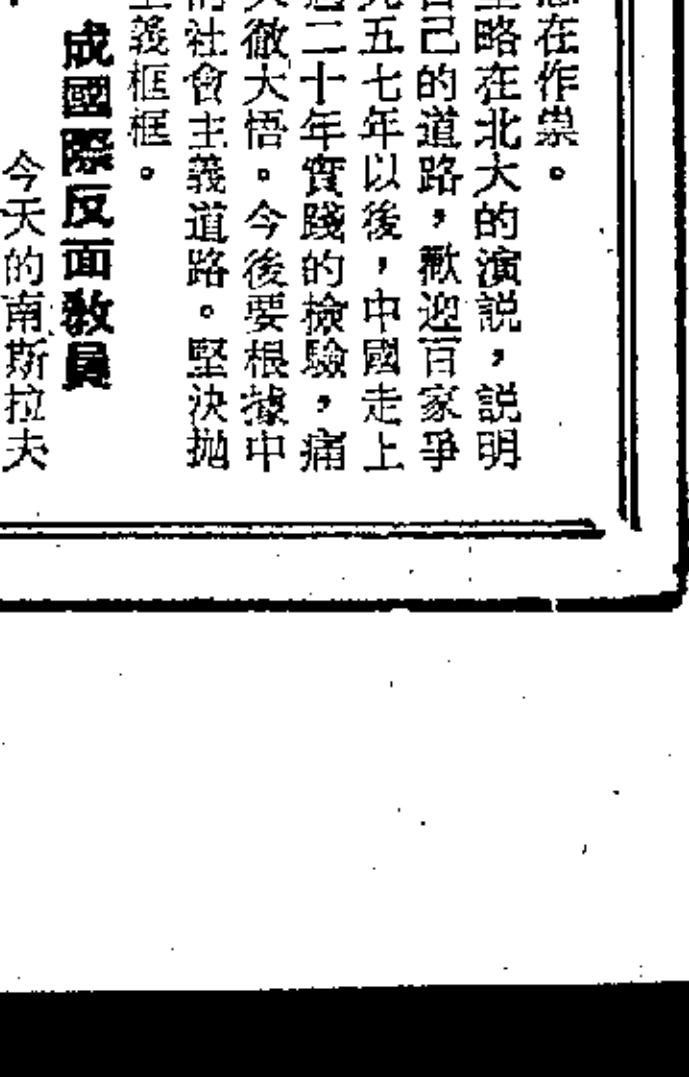 在作祟。
略在北大的演説，説明
己的道路，歡迎百家爭
五七年以後，中國走上
二十年實踐的檢驗，痛
徹大悟。今後要根據中
社會主義道路。堅決拋
義框框。
成國際反面教員
今天的南斯拉夫